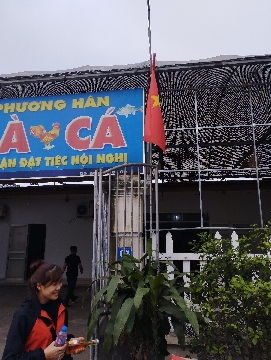 PHƯƠNG HÂN
À CÁ
ẬN ĐẶT TIỆC HỘI NGHỊ